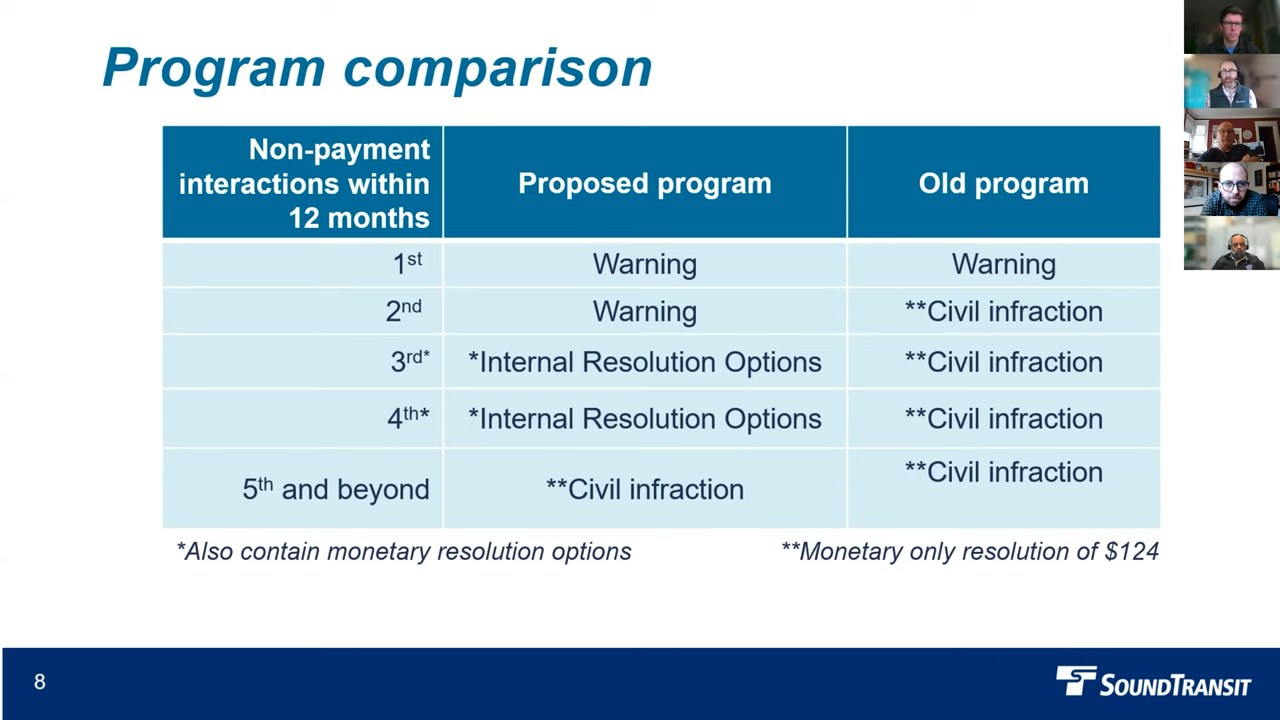 Program comparison
Non-payment
interactions within
12 months
Proposed program
Old program
1st
Warning
Warning
2nd
Warning
**Civil infraction
3rd*
*Internal Resolution Options
**Civil infraction
4th*
*Internal Resolution Options
**Civil infraction
5th and beyond
**Civil infraction
**Civil infraction
*Also contain monetary resolution options
**Monetary only resolution of $124
8
SOUNDTRANSIT